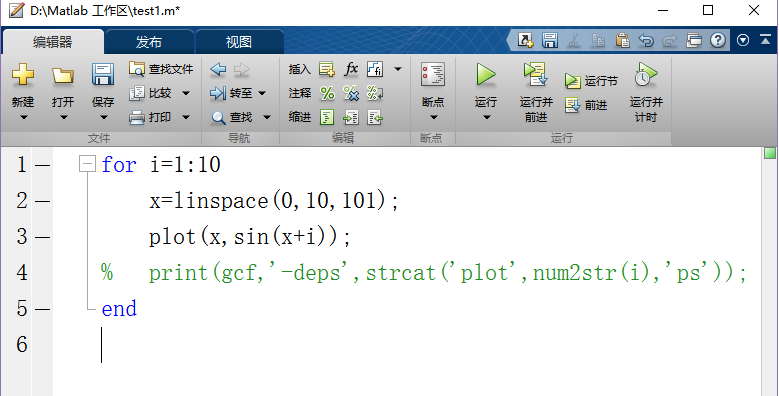 D:\Matlab 工作区\test1.m*
编辑器 发布 视图
新建 打开 保存 查找文件 比较 打印 转至 查找 插入 fx fi 注释 % % % 缩进 断点 运行 运行并前进 运行节 前进 运行并计时
文件 导航 编辑 断点 运行
1 for i=1:10
2 x=linspace(0,10,101);
3 plot(x,sin(x+i));
4 % print(gcf,'-deps',strcat('plot',num2str(i),'ps'));
5 end
6